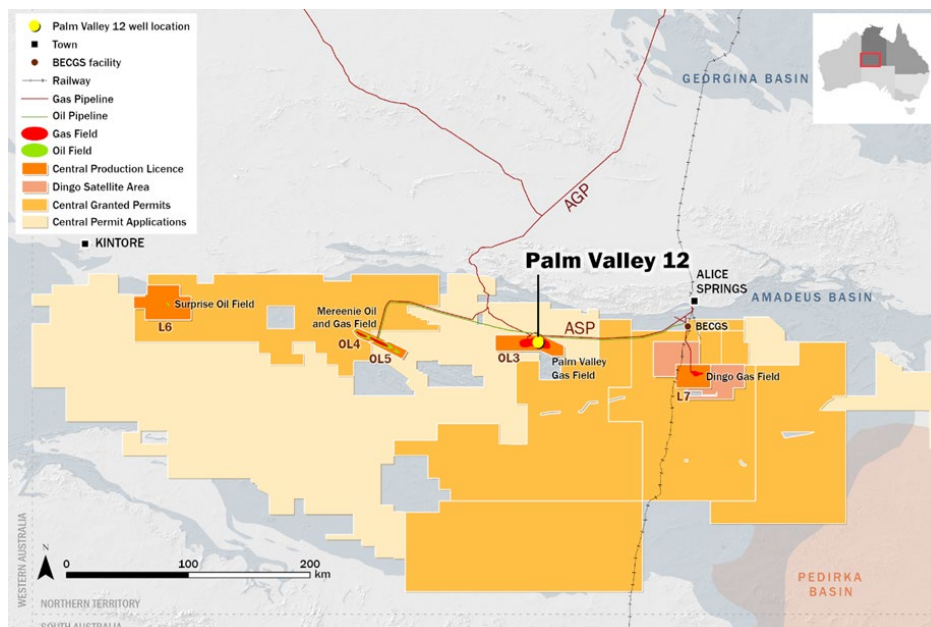 Palm Valley 12 well location
Town
BECGS facility
Railway
Gas Pipeline
Oil Pipeline
Gas Field
Oil Field
Central Production Licence
Dingo Satellite Area
Central Granted Permits
Central Permit Applications
GEORGINA BASIN
AGP
KINTORE
Palm Valley 12
ALICE
SPRINGS
AMADEUS BASIN
Surprise Oil Field
L6
Mereenie Oil
and Gas Field
OL4
OL5
ASP
BECGS
OL3
Palm Valley
Gas Field
Dingo Gas Field
L7
WESTERN AUSTRALIA
N
0
100
200
km
PEDIRKA
BASIN
NORTHERN TERRITORY
SOUTH AUSTRALIA